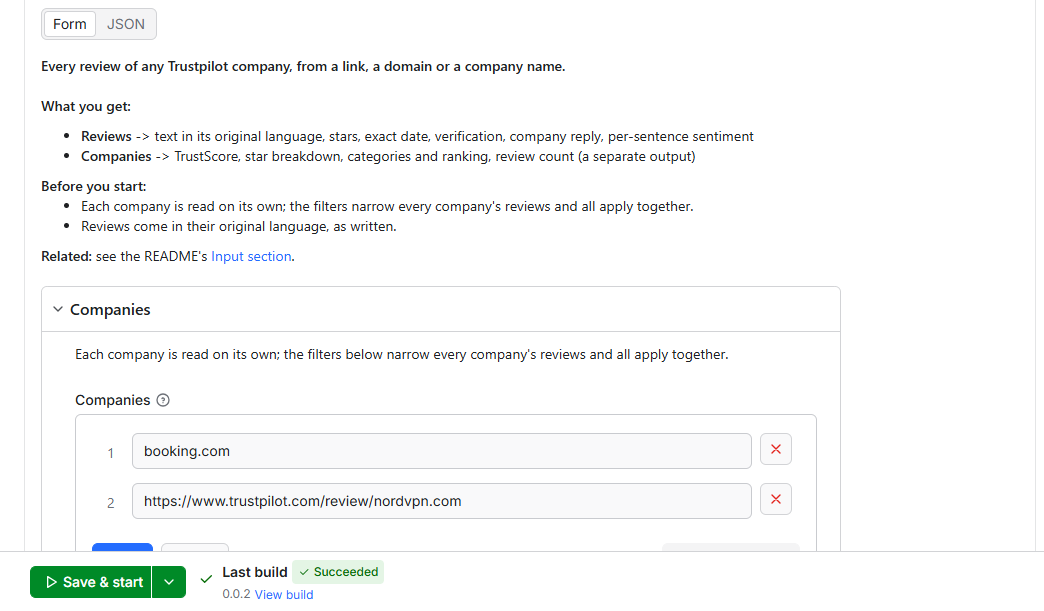 Form JSON
Every review of any Trustpilot company, from a link, a domain or a company name.
What you get:
Reviews -> text in its original language, stars, exact date, verification, company reply, per-sentence sentiment
Companies -> TrustScore, star breakdown, categories and ranking, review count (a separate output)
Before you start:
Each company is read on its own; the filters narrow every company's reviews and all apply together.
Reviews come in their original language, as written.
Related: see the README's Input section.
Companies
Each company is read on its own; the filters below narrow every company's reviews and all apply together.
Companies
1 booking.com
2 https://www.trustpilot.com/review/nordvpn.com
Save & start
Last build Succeeded
0.0.2 View build